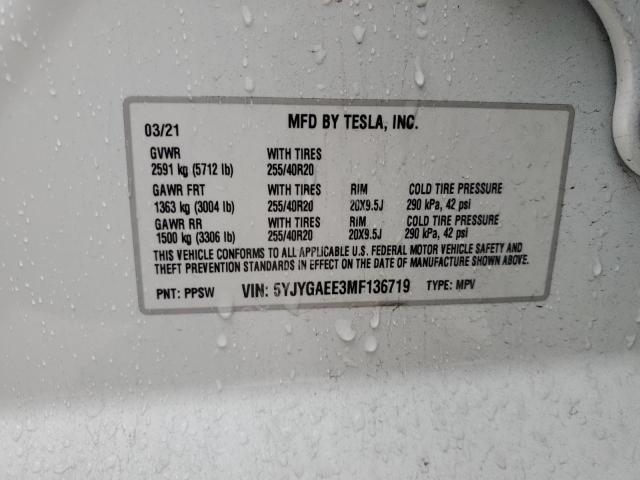 03/21 MFD BY TESLA, INC.
GVWR WITH TIRES
2591 kg (5712 lb) 255/40R20
GAWR FRT WITH TIRES RIM COLD TIRE PRESSURE
1363 kg (3004 lb) 255/40R20 20X9.5J 290 kPa, 42 psi
GAWR RR WITH TIRES RIM COLD TIRE PRESSURE
1500 kg (3306 lb) 255/40R20 20X9.5J 290 kPa, 42 psi
THIS VEHICLE CONFORMS TO ALL APPLICABLE U.S. FEDERAL MOTOR VEHICLE SAFETY AND
THEFT PREVENTION STANDARDS IN EFFECT ON THE DATE OF MANUFACTURE SHOWN ABOVE.
PNT: PPSW VIN: 5YJYGAEE3MF136719 TYPE: MPV